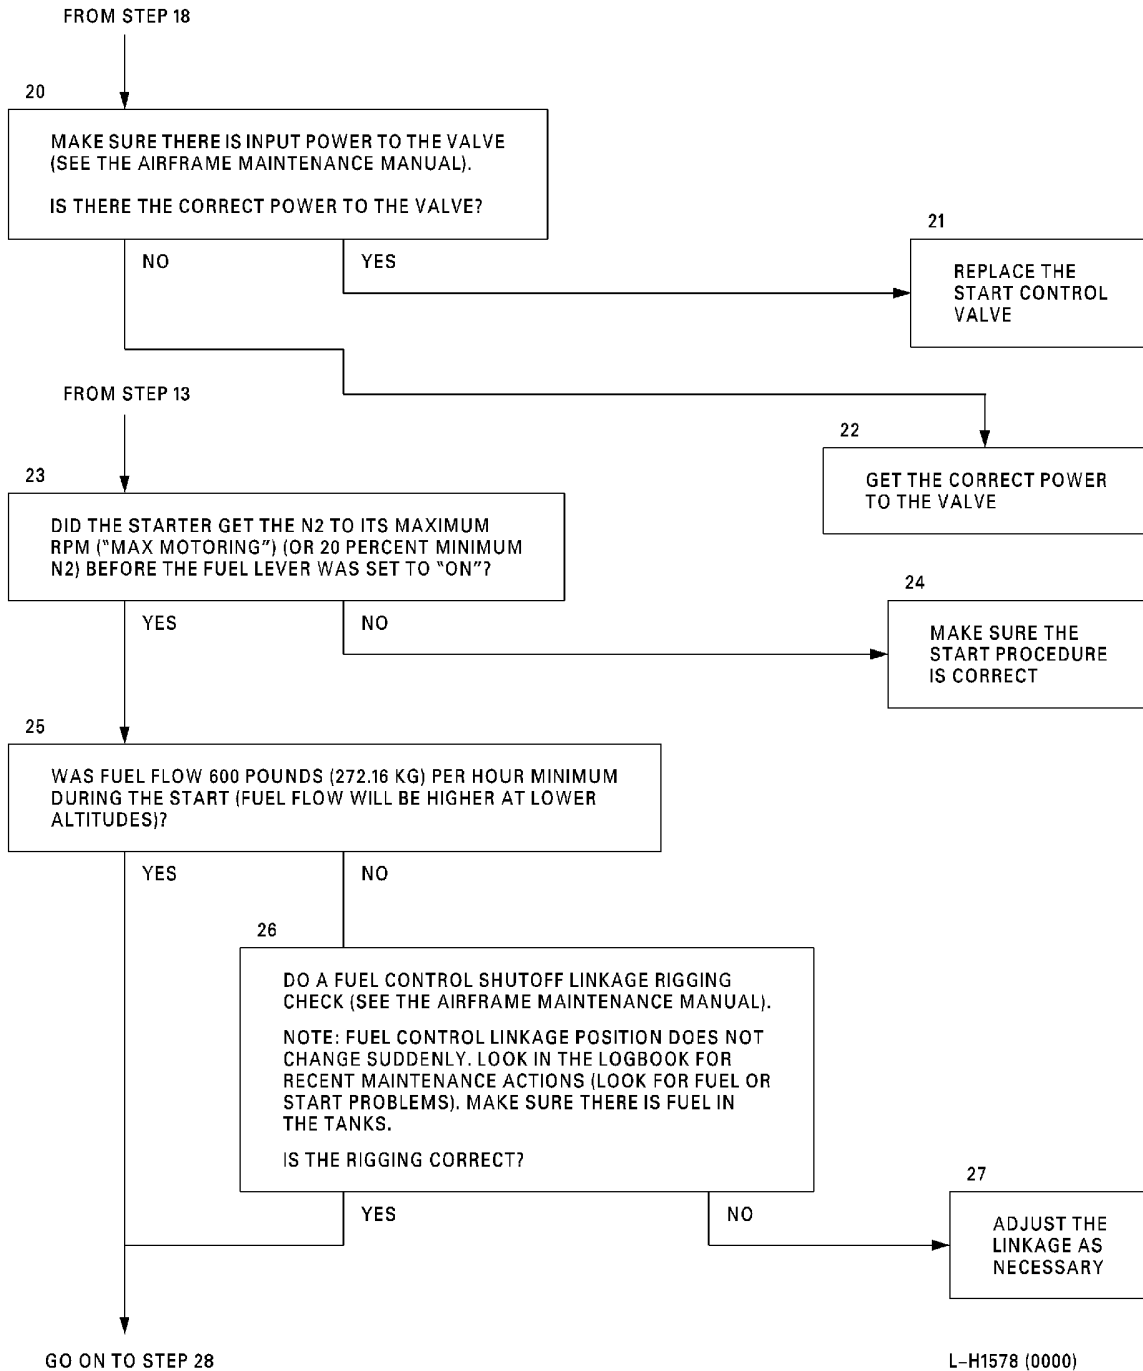 FROM STEP 18
20
MAKE SURE THERE IS INPUT POWER TO THE VALVE
(SEE THE AIRFRAME MAINTENANCE MANUAL).
IS THERE THE CORRECT POWER TO THE VALVE?
NO
YES
21
REPLACE THE
START CONTROL
VALVE
22
GET THE CORRECT POWER
TO THE VALVE
FROM STEP 13
23
DID THE STARTER GET THE N2 TO ITS MAXIMUM
RPM ("MAX MOTORING") (OR 20 PERCENT MINIMUM
N2) BEFORE THE FUEL LEVER WAS SET TO "ON"?
YES
NO
24
MAKE SURE THE
START PROCEDURE
IS CORRECT
25
WAS FUEL FLOW 600 POUNDS (272.16 KG) PER HOUR MINIMUM
DURING THE START (FUEL FLOW WILL BE HIGHER AT LOWER
ALTITUDES)?
YES
NO
26
DO A FUEL CONTROL SHUTOFF LINKAGE RIGGING
CHECK (SEE THE AIRFRAME MAINTENANCE MANUAL).
NOTE: FUEL CONTROL LINKAGE POSITION DOES NOT
CHANGE SUDDENLY. LOOK IN THE LOGBOOK FOR
RECENT MAINTENANCE ACTIONS (LOOK FOR FUEL OR
START PROBLEMS). MAKE SURE THERE IS FUEL IN
THE TANKS.
IS THE RIGGING CORRECT?
YES
NO
27
ADJUST THE
LINKAGE AS
NECESSARY
GO ON TO STEP 28
L-H1578 (0000)